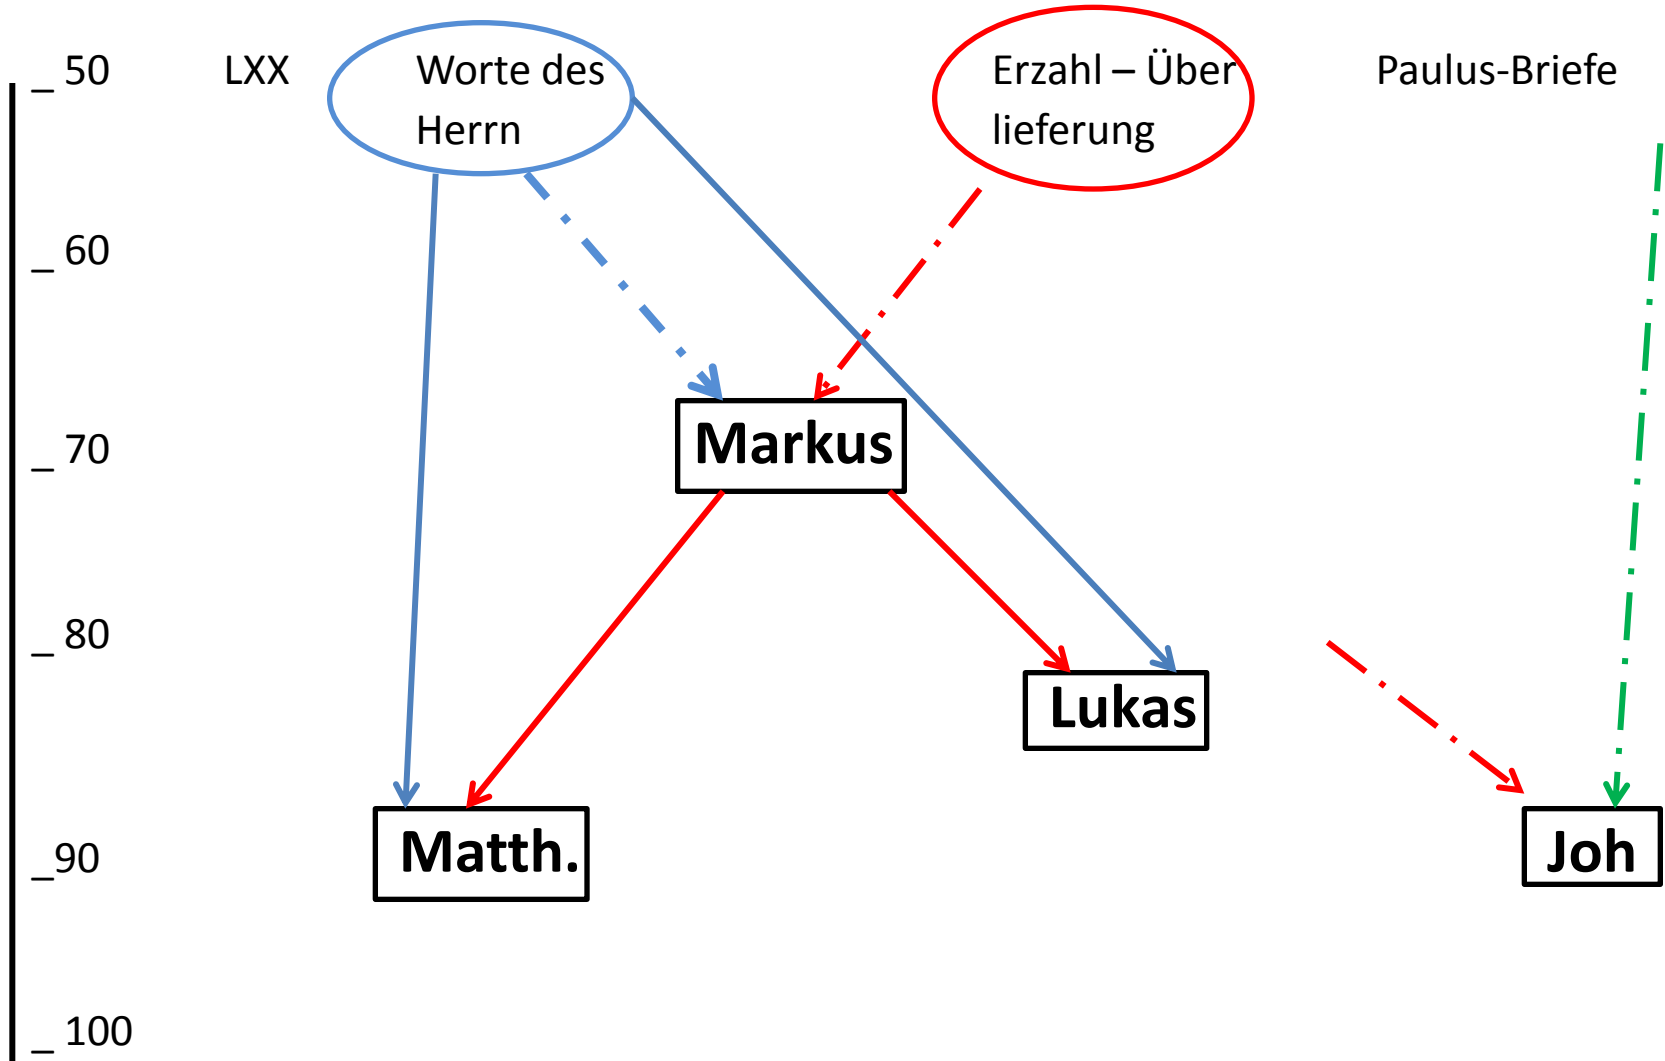 _ 50 LXX Worte des Erzahl – Über Paulus-Briefe
Herrn lieferung
_ 60
_ 70
Markus
_ 80
Lukas
_90
Matth.
Joh
_ 100